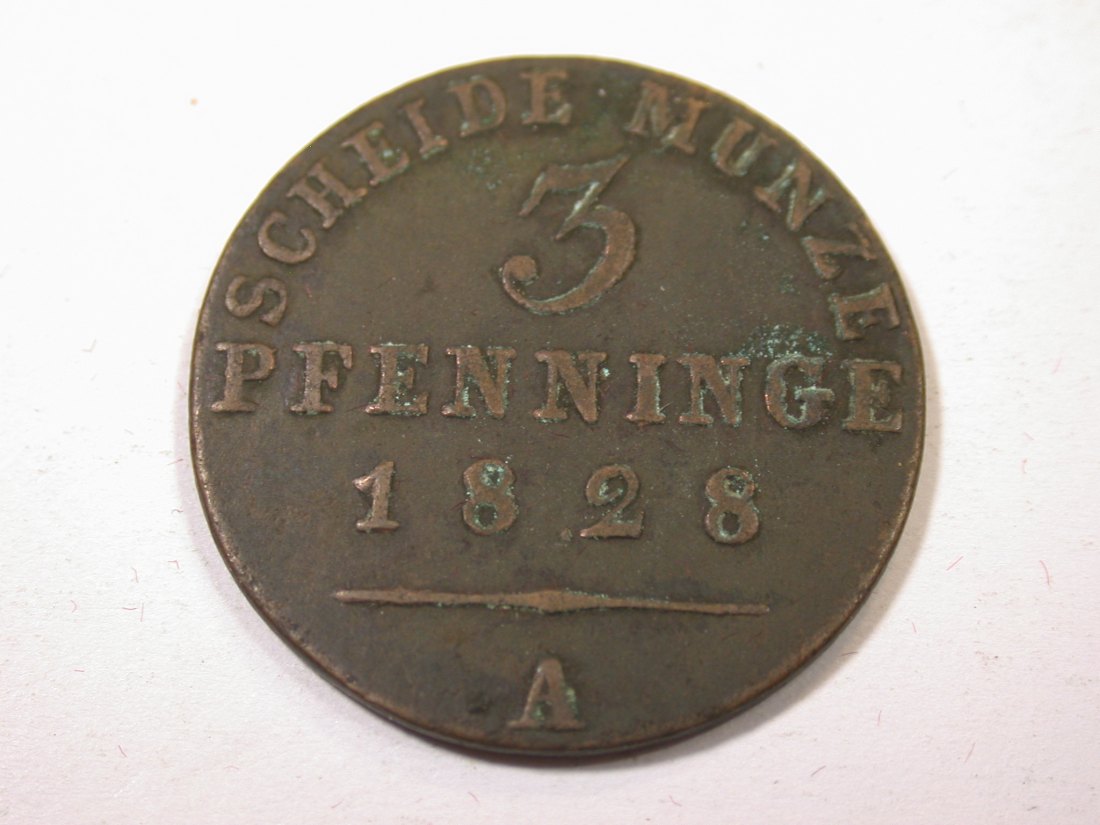 SCHEIDE MUNZE
3
PFENNINGE
1828
A